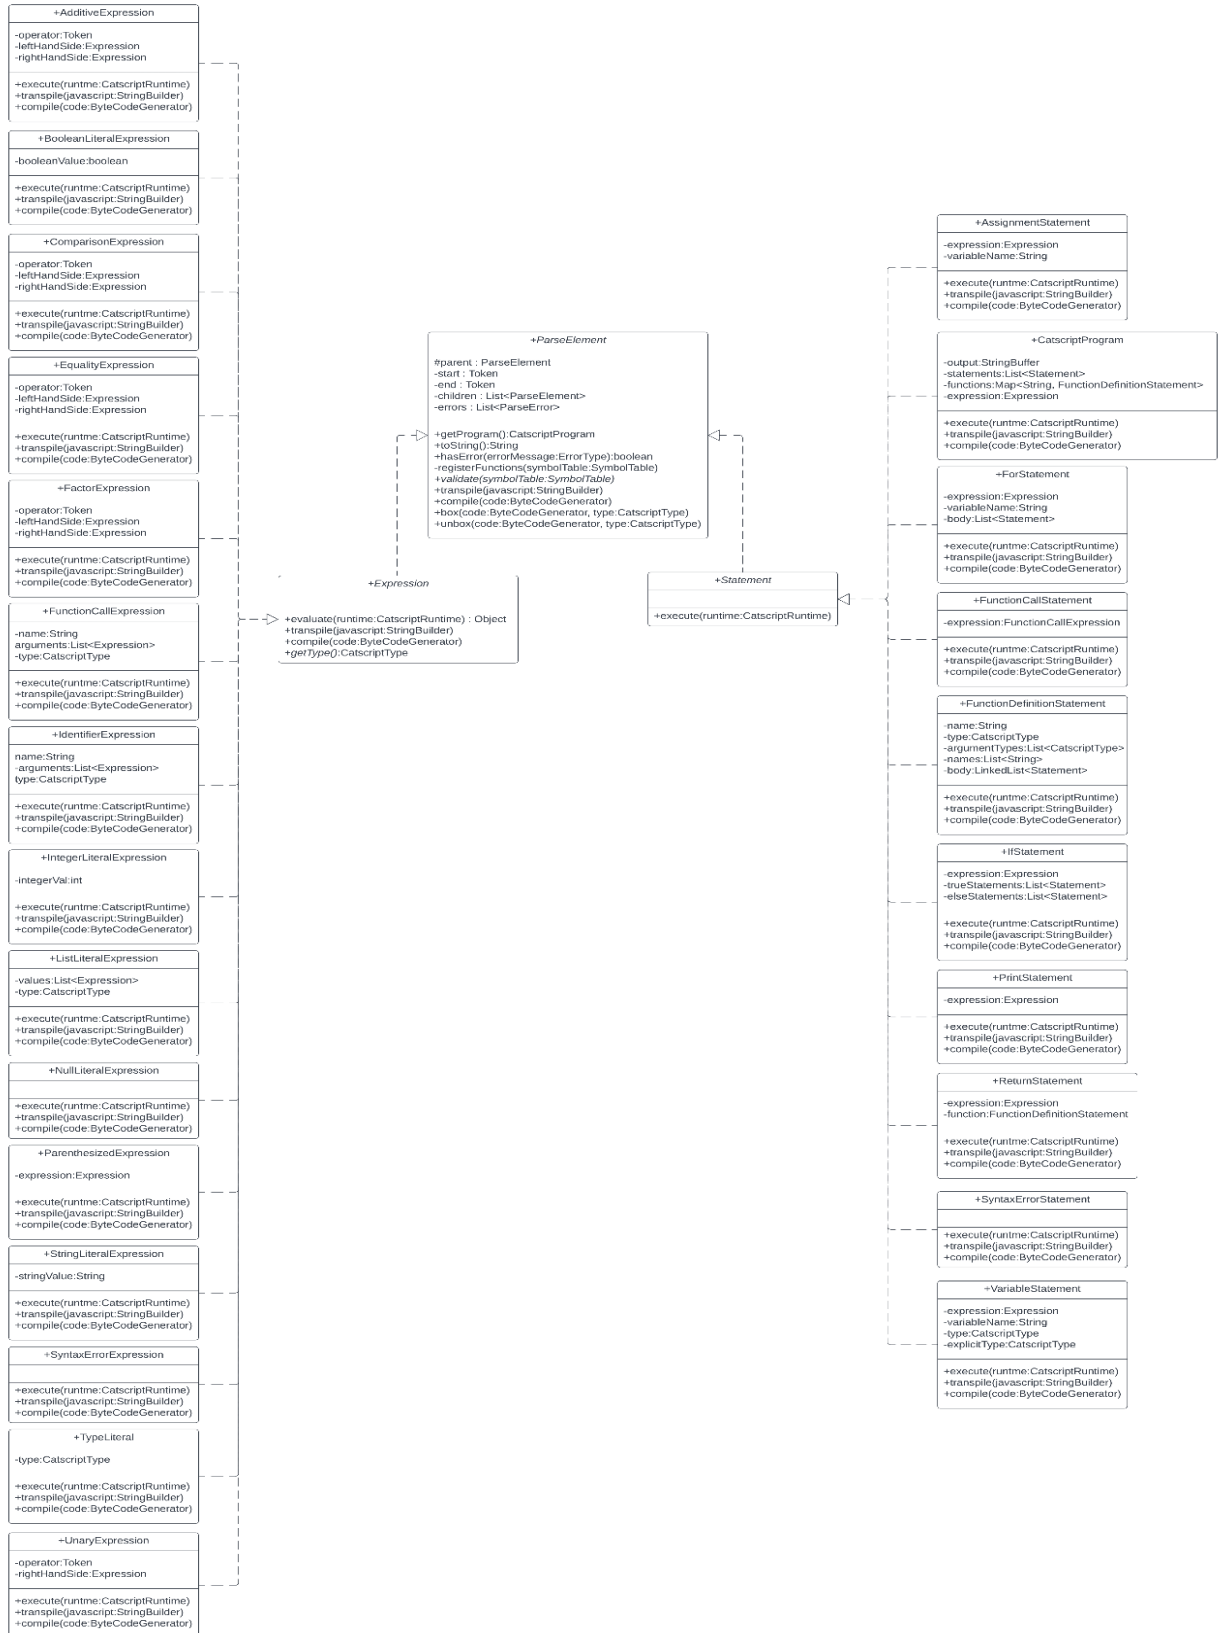 +AdditiveExpression
-operator:Token
-leftHandSide:Expression
-rightHandSide:Expression
+execute(runtme:CatscriptRuntime)
+transpile(javascript:StringBuilder)
+compile(code:ByteCodeGenerator)
+BooleanLiteralExpression
-booleanValue:boolean
+execute(runtme:CatscriptRuntime)
+transpile(javascript:StringBuilder)
+compile(code:ByteCodeGenerator)
+ComparisonExpression
-operator:Token
-leftHandSide:Expression
-rightHandSide:Expression
+execute(runtme:CatscriptRuntime)
+transpile(javascript:StringBuilder)
+compile(code:ByteCodeGenerator)
+EqualityExpression
-operator:Token
-leftHandSide:Expression
-rightHandSide:Expression
+execute(runtme:CatscriptRuntime)
+transpile(javascript:StringBuilder)
+compile(code:ByteCodeGenerator)
+FactorExpression
-operator:Token
-leftHandSide:Expression
-rightHandSide:Expression
+execute(runtme:CatscriptRuntime)
+transpile(javascript:StringBuilder)
+compile(code:ByteCodeGenerator)
+FunctionCallExpression
-name:String
arguments:List<Expression>
-type:CatscriptType
+execute(runtme:CatscriptRuntime)
+transpile(javascript:StringBuilder)
+compile(code:ByteCodeGenerator)
+IdentifierExpression
name:String
-arguments:List<Expression>
type:CatscriptType
+execute(runtme:CatscriptRuntime)
+transpile(javascript:StringBuilder)
+compile(code:ByteCodeGenerator)
+IntegerLiteralExpression
-integerVal:int
+execute(runtme:CatscriptRuntime)
+transpile(javascript:StringBuilder)
+compile(code:ByteCodeGenerator)
+ListLiteralExpression
-values:List<Expression>
-type:CatscriptType
+execute(runtme:CatscriptRuntime)
+transpile(javascript:StringBuilder)
+compile(code:ByteCodeGenerator)
+NullLiteralExpression
+execute(runtme:CatscriptRuntime)
+transpile(javascript:StringBuilder)
+compile(code:ByteCodeGenerator)
+ParenthesizedExpression
-expression:Expression
+execute(runtme:CatscriptRuntime)
+transpile(javascript:StringBuilder)
+compile(code:ByteCodeGenerator)
+StringLiteralExpression
-stringValue:String
+execute(runtme:CatscriptRuntime)
+transpile(javascript:StringBuilder)
+compile(code:ByteCodeGenerator)
+SyntaxErrorExpression
+execute(runtme:CatscriptRuntime)
+transpile(javascript:StringBuilder)
+compile(code:ByteCodeGenerator)
+TypeLiteral
-type:CatscriptType
+execute(runtme:CatscriptRuntime)
+transpile(javascript:StringBuilder)
+compile(code:ByteCodeGenerator)
+UnaryExpression
-operator:Token
-rightHandSide:Expression
+execute(runtme:CatscriptRuntime)
+transpile(javascript:StringBuilder)
+compile(code:ByteCodeGenerator)
+ParseElement
#parent : ParseElement
-start : Token
-end : Token
-children : List<ParseElement>
-errors : List<ParseError>
+getProgram():CatscriptProgram
+toString():String
+hasError(errorMessage:ErrorType):boolean
-registerFunctions(symbolTable:SymbolTable)
+validate(symbolTable:SymbolTable)
+transpile(javascript:StringBuilder)
+compile(code:ByteCodeGenerator)
+box(code:ByteCodeGenerator, type:CatscriptType)
+unbox(code:ByteCodeGenerator, type:CatscriptType)
+Expression
+evaluate(runtime:CatscriptRuntime) : Object
+transpile(javascript:StringBuilder)
+compile(code:ByteCodeGenerator)
+getType():CatscriptType
+Statement
+execute(runtime:CatscriptRuntime)
+AssignmentStatement
-expression:Expression
-variableName:String
+execute(runtme:CatscriptRuntime)
+transpile(javascript:StringBuilder)
+compile(code:ByteCodeGenerator)
+CatscriptProgram
-output:StringBuffer
-statements:List<Statement>
-functions:Map<String, FunctionDefinitionStatement>
-expression:Expression
+execute(runtme:CatscriptRuntime)
+transpile(javascript:StringBuilder)
+compile(code:ByteCodeGenerator)
+ForStatement
-expression:Expression
-variableName:String
-body:List<Statement>
+execute(runtme:CatscriptRuntime)
+transpile(javascript:StringBuilder)
+compile(code:ByteCodeGenerator)
+FunctionCallStatement
-expression:FunctionCallExpression
+execute(runtme:CatscriptRuntime)
+transpile(javascript:StringBuilder)
+compile(code:ByteCodeGenerator)
+FunctionDefinitionStatement
-name:String
-type:CatscriptType
-argumentTypes:List<CatscriptType>
-names:List<String>
-body:LinkedList<Statement>
+execute(runtme:CatscriptRuntime)
+transpile(javascript:StringBuilder)
+compile(code:ByteCodeGenerator)
+IfStatement
-expression:Expression
-trueStatements:List<Statement>
-elseStatements:List<Statement>
+execute(runtme:CatscriptRuntime)
+transpile(javascript:StringBuilder)
+compile(code:ByteCodeGenerator)
+PrintStatement
-expression:Expression
+execute(runtme:CatscriptRuntime)
+transpile(javascript:StringBuilder)
+compile(code:ByteCodeGenerator)
+ReturnStatement
-expression:Expression
-function:FunctionDefinitionStatement
+execute(runtme:CatscriptRuntime)
+transpile(javascript:StringBuilder)
+compile(code:ByteCodeGenerator)
+SyntaxErrorStatement
+execute(runtme:CatscriptRuntime)
+transpile(javascript:StringBuilder)
+compile(code:ByteCodeGenerator)
+VariableStatement
-expression:Expression
-variableName:String
-type:CatscriptType
-explicitType:CatscriptType
+execute(runtme:CatscriptRuntime)
+transpile(javascript:StringBuilder)
+compile(code:ByteCodeGenerator)